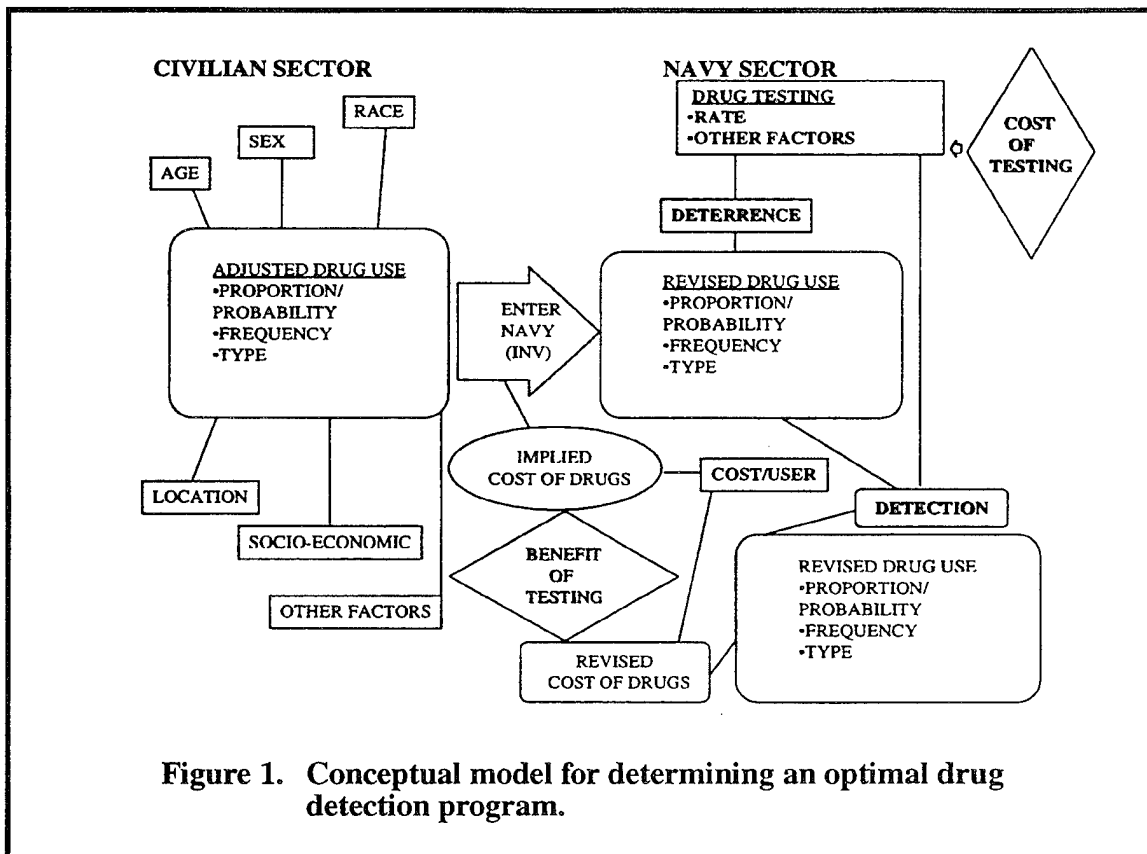 CIVILIAN SECTOR
RACE
SEX
AGE
ADJUSTED DRUG USE
•PROPORTION/
PROBABILITY
•FREQUENCY
•TYPE
LOCATION
SOCIO-ECONOMIC
OTHER FACTORS
ENTER
NAVY
(INV)
NAVY SECTOR
DRUG TESTING
•RATE
•OTHER FACTORS
COST
OF
TESTING
DETERRENCE
REVISED DRUG USE
•PROPORTION/
PROBABILITY
•FREQUENCY
•TYPE
IMPLIED
COST OF DRUGS
COST/USER
DETECTION
BENEFIT
OF
TESTING
REVISED DRUG USE
•PROPORTION/
PROBABILITY
•FREQUENCY
•TYPE
REVISED
COST OF DRUGS
Figure 1. Conceptual model for determining an optimal drug
detection program.